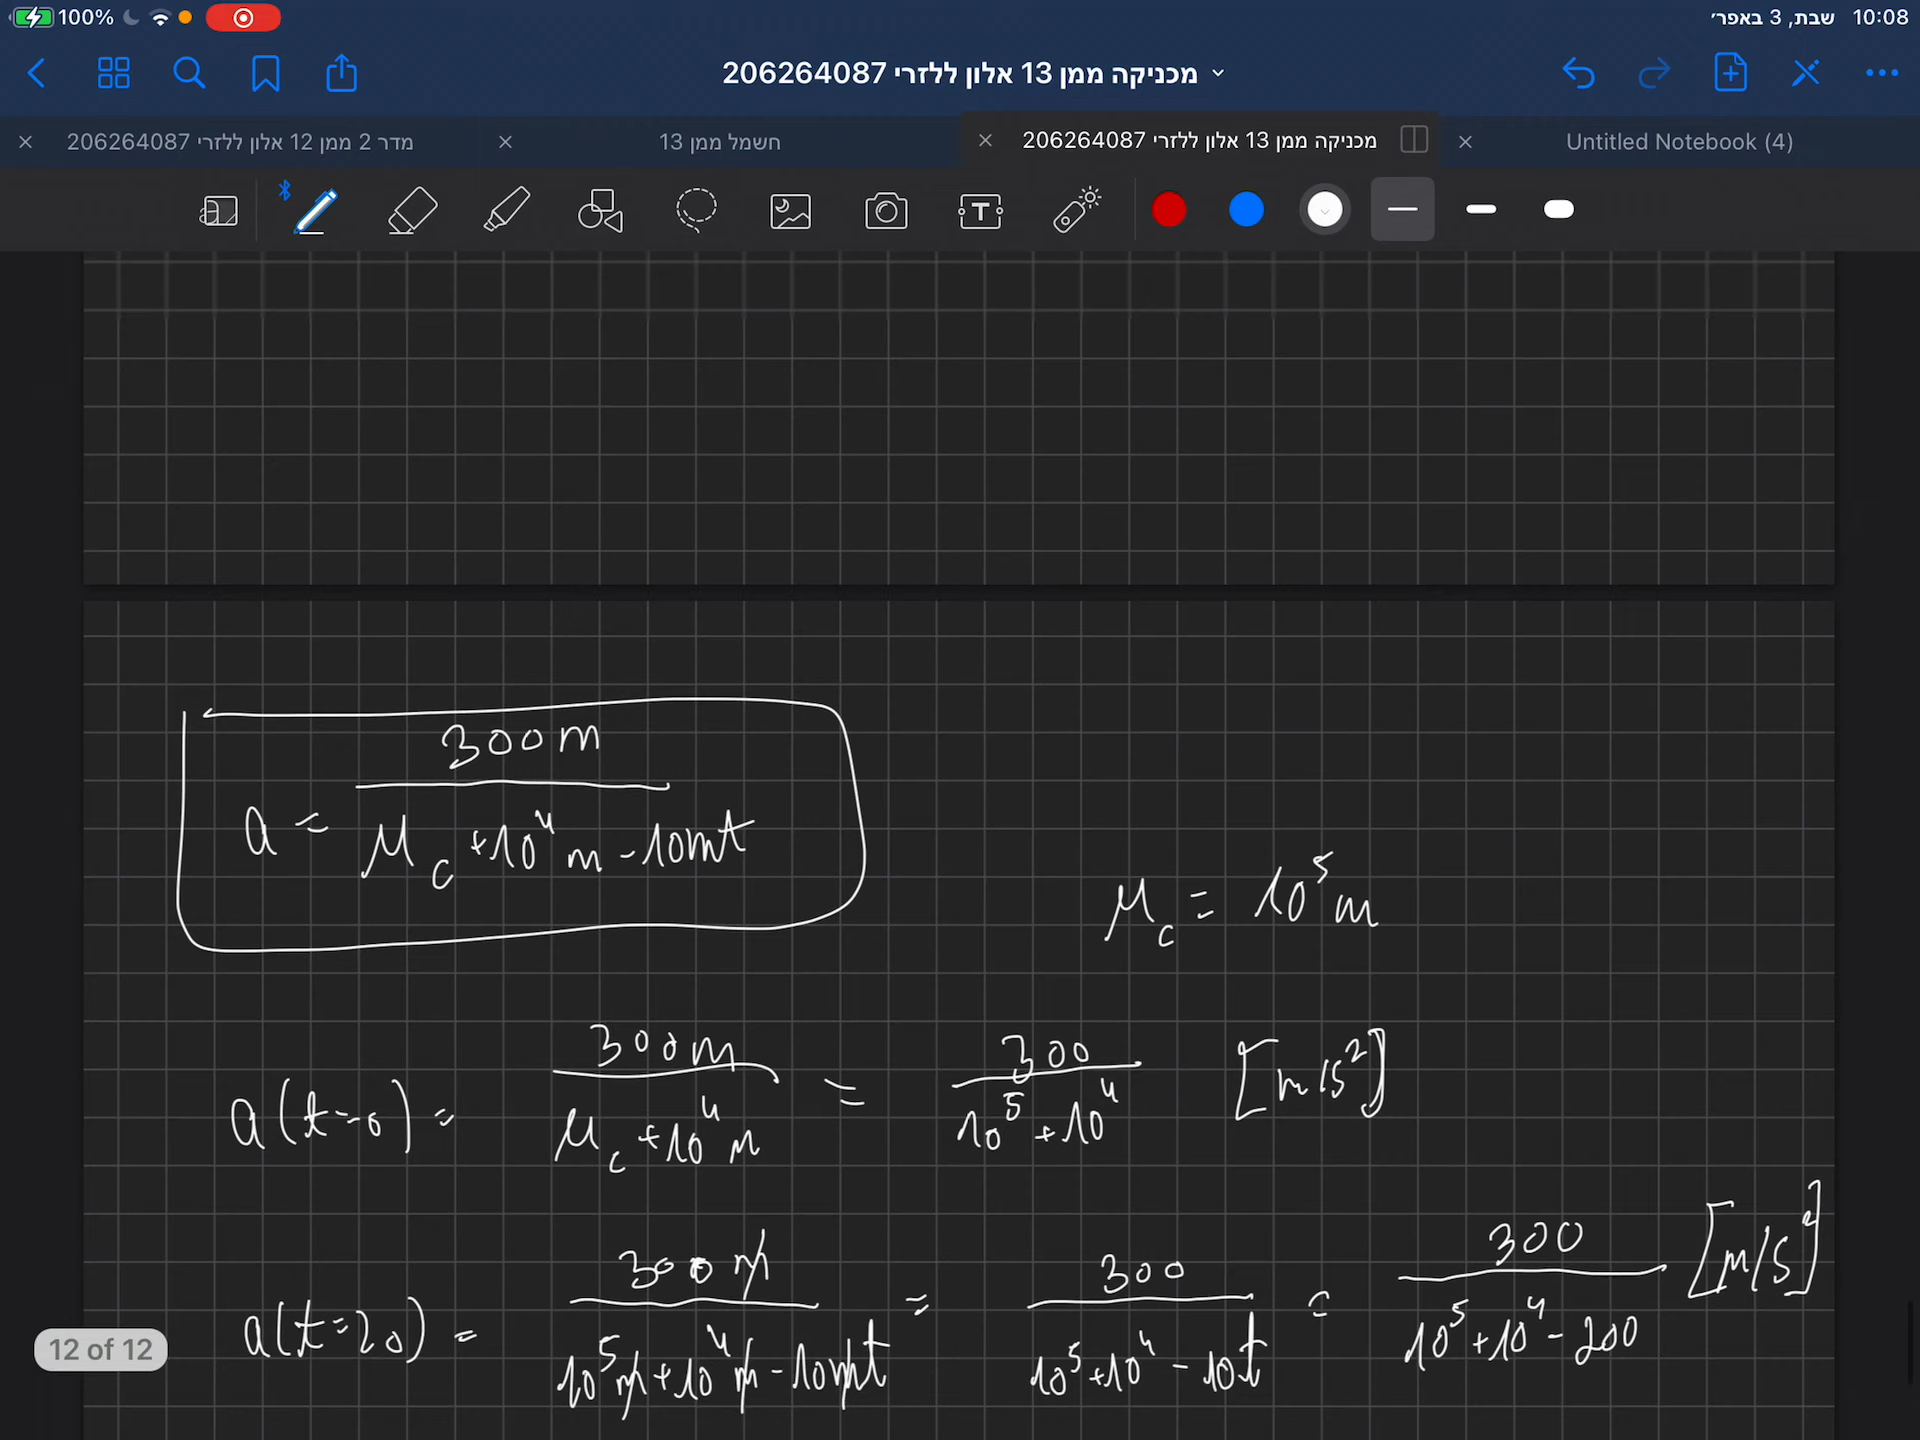 100%
שבת, 3 באפר׳ 10:08
מכניקה ממן 13 אלון ללזרי 206264087
מדר 2 ממן 12 אלון ללזרי 206264087
חשמל ממן 13
מכניקה ממן 13 אלון ללזרי 206264087
Untitled Notebook (4)
T
a = 300m / (M_c + 10^4 m - 10mt)
M_c = 10^5 m
a(t=0) = 300m / (M_c + 10^4 m) = 300 / (10^5 + 10^4) [m/s^2]
a(t=20) = 300m / (10^5 m + 10^4 m - 10mt) = 300 / (10^5 + 10^4 - 10t) = 300 / (10^5 + 10^4 - 200) [m/s^2]
12 of 12